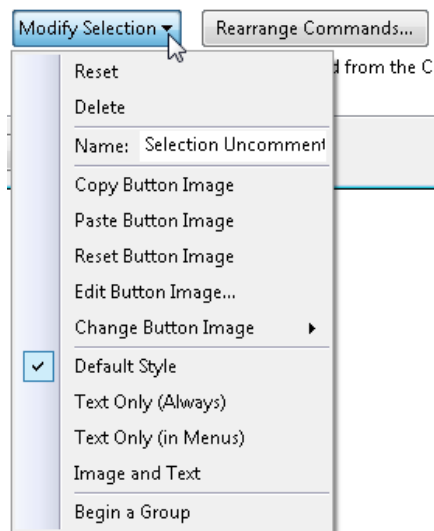 Modify Selection Rearrange Commands...
Reset
from the C
Delete
Name: Selection Uncomment
Copy Button Image
Paste Button Image
Reset Button Image
Edit Button Image...
Change Button Image
Default Style
Text Only (Always)
Text Only (in Menus)
Image and Text
Begin a Group